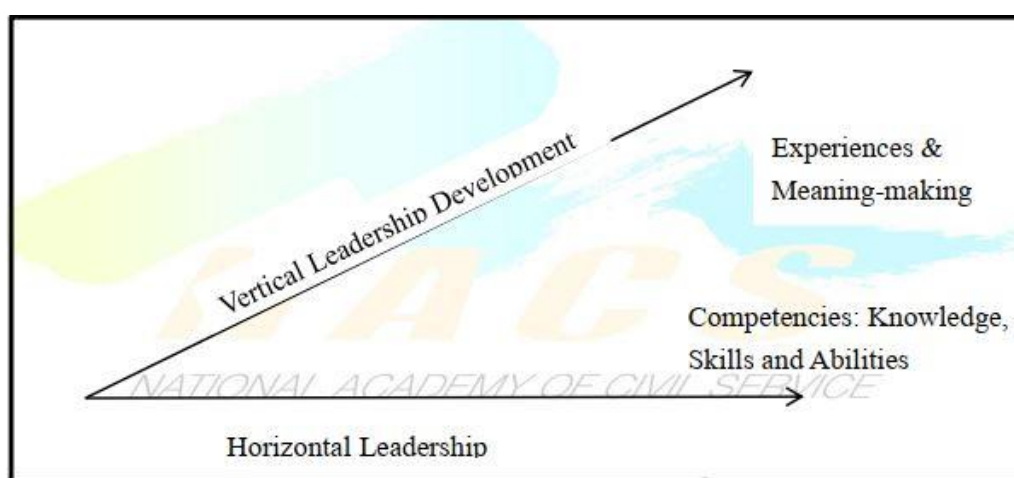 Vertical Leadership Development
Experiences &
Meaning-making
Competencies: Knowledge,
Skills and Abilities
NACS
NATIONAL ACADEMY OF CIVIL SERVICE
Horizontal Leadership